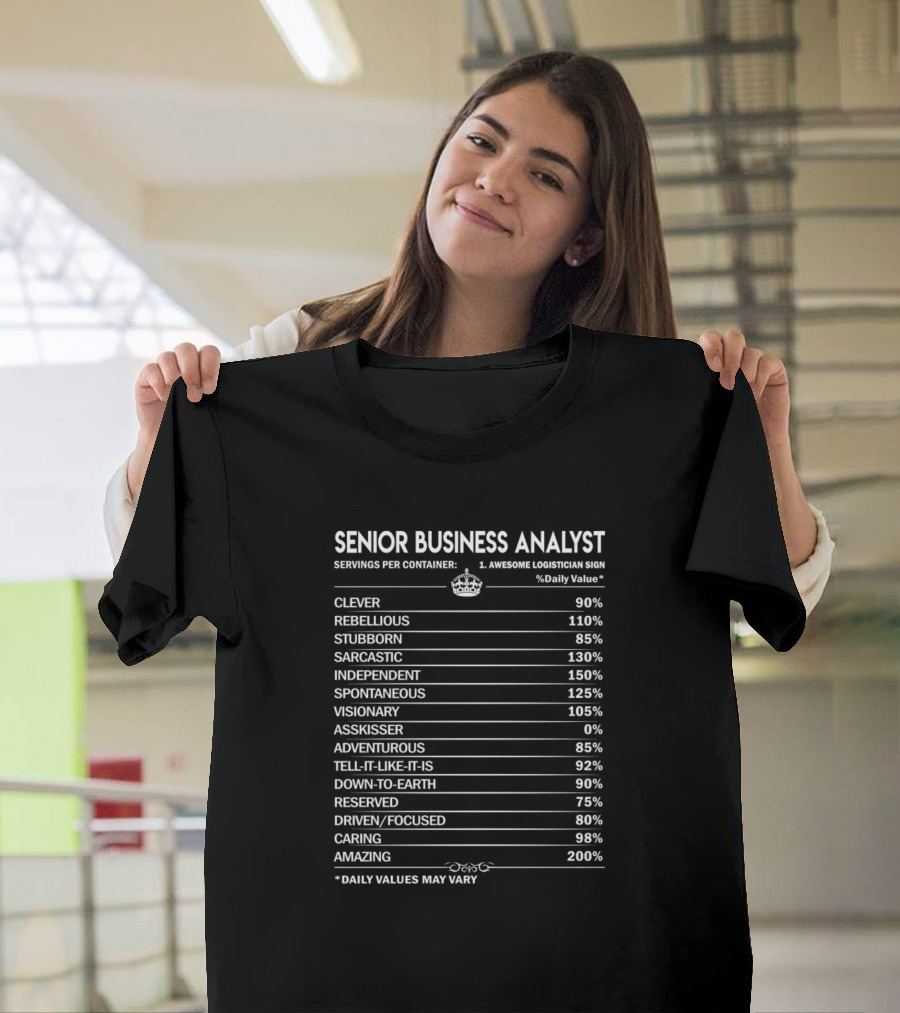 SENIOR BUSINESS ANALYST
SERVINGS PER CONTAINER: 1. AWESOME LOGISTICIAN SIGN
%Daily Value*
CLEVER 90%
REBELLIOUS 110%
STUBBORN 85%
SARCASTIC 130%
INDEPENDENT 150%
SPONTANEOUS 125%
VISIONARY 105%
ASSKISSER 0%
ADVENTUROUS 85%
TELL-IT-LIKE-IT-IS 92%
DOWN-TO-EARTH 90%
RESERVED 75%
DRIVEN/FOCUSED 80%
CARING 98%
AMAZING 200%
*DAILY VALUES MAY VARY